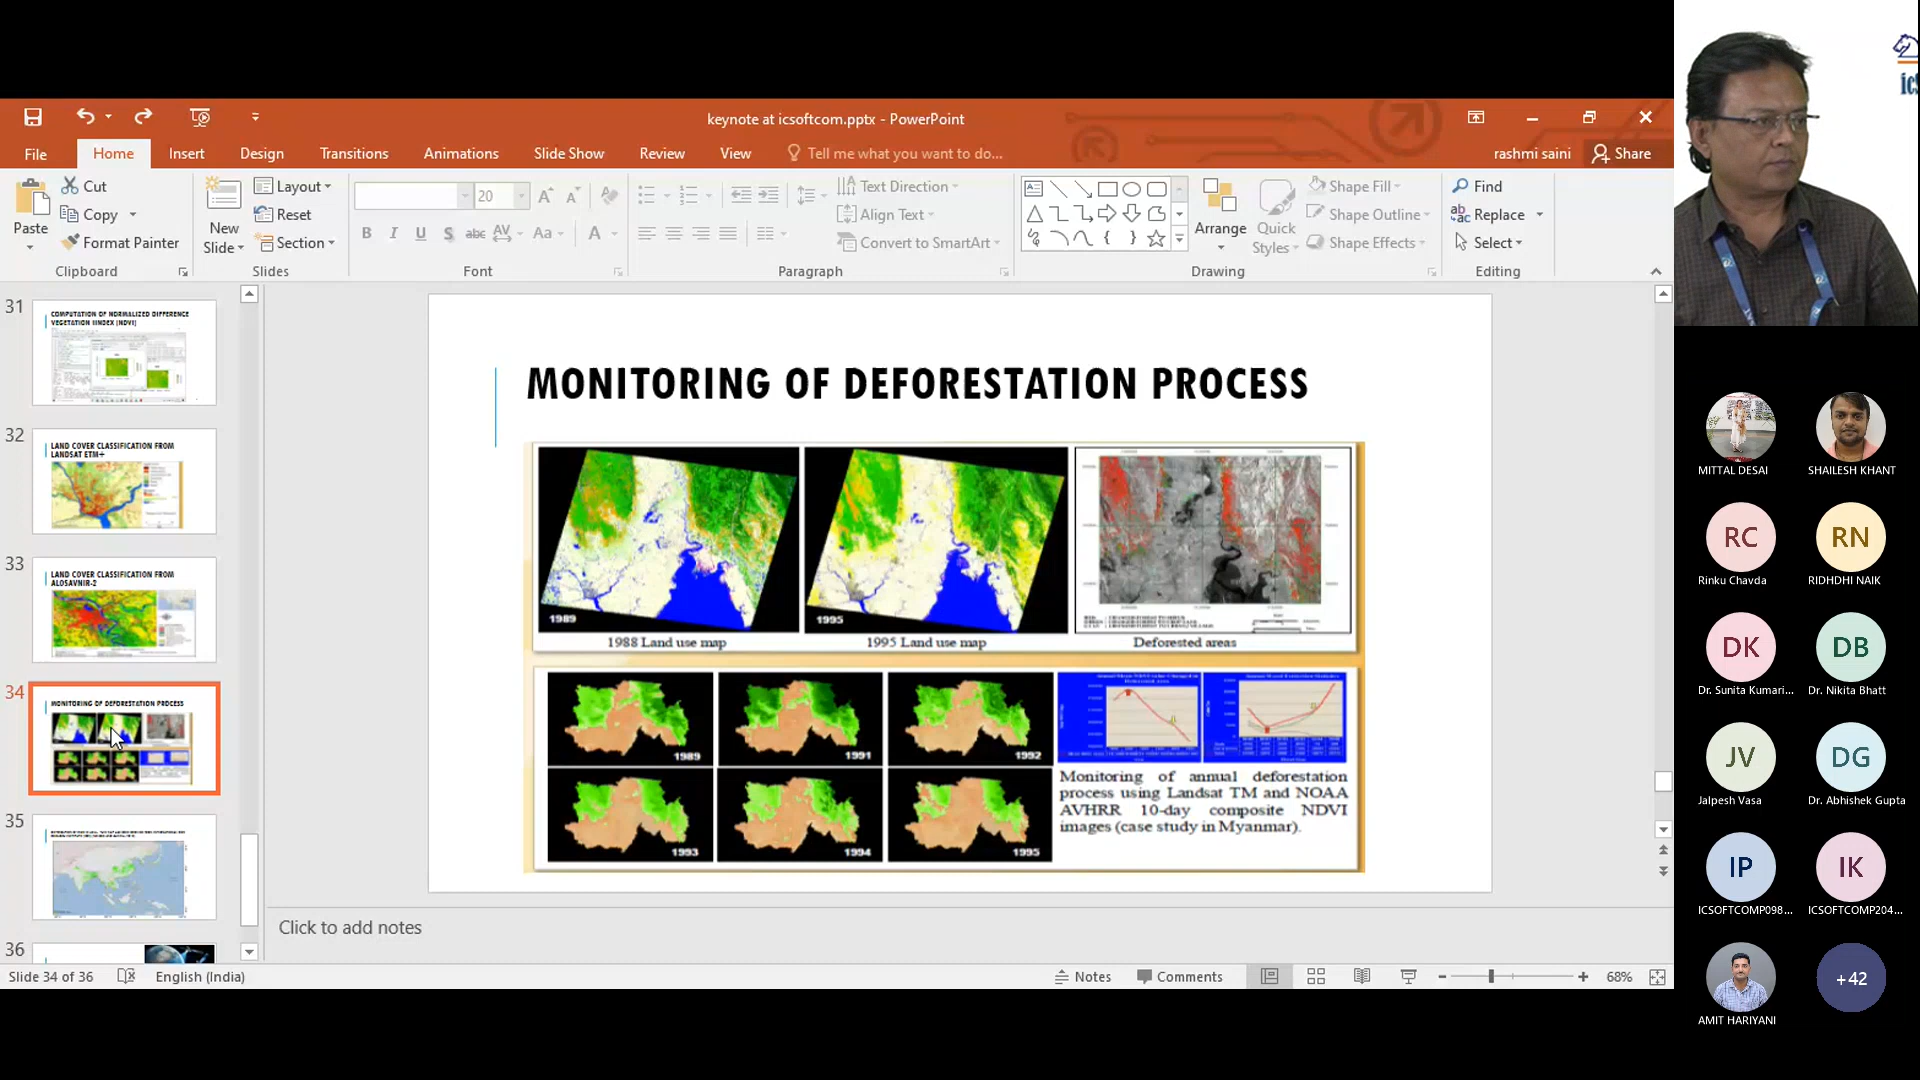 keynote at icsoftcom.pptx - PowerPoint
File Home Insert Design Transitions Animations Slide Show Review View Tell me what you want to do... rashmi saini Share
Paste
Cut
Copy
Format Painter
Clipboard
New Slide
Layout
Reset
Section
Slides
20
B I U S abc AV Aa A
Font
Text Direction
Align Text
Convert to SmartArt
Paragraph
Arrange
Quick Styles
Shape Fill
Shape Outline
Shape Effects
Drawing
Find
Replace
Select
Editing
31
COMPUTATION OF NORMALIZED DIFFERENCE
VEGETATION IINDEX (NDVI)
32
LAND COVER CLASSIFICATION FROM
LANDSAT ETM+
33
LAND COVER CLASSIFICATION FROM
ALOSAVNIR-2
34
MONITORING OF DEFORESTATION PROCESS
35
36
MONITORING OF DEFORESTATION PROCESS
1989
1995
1988 Land use map
1995 Land use map
Deforested areas
1989
1991
1992
1993
1994
1995
Monitoring of annual deforestation
process using Landsat TM and NOAA
AVHRR 10-day composite NDVI
images (case study in Myanmar).
Click to add notes
Slide 34 of 36 English (India) Notes Comments 68%
ics
MITTAL DESAI
SHAILESH KHANT
RC
RN
Rinku Chavda
RIDHDHI NAIK
DK
DB
Dr. Sunita Kumari...
Dr. Nikita Bhatt
JV
DG
Jalpesh Vasa
Dr. Abhishek Gupta
IP
IK
ICSOFTCOMP098...
ICSOFTCOMP204...
+42
AMIT HARIYANI